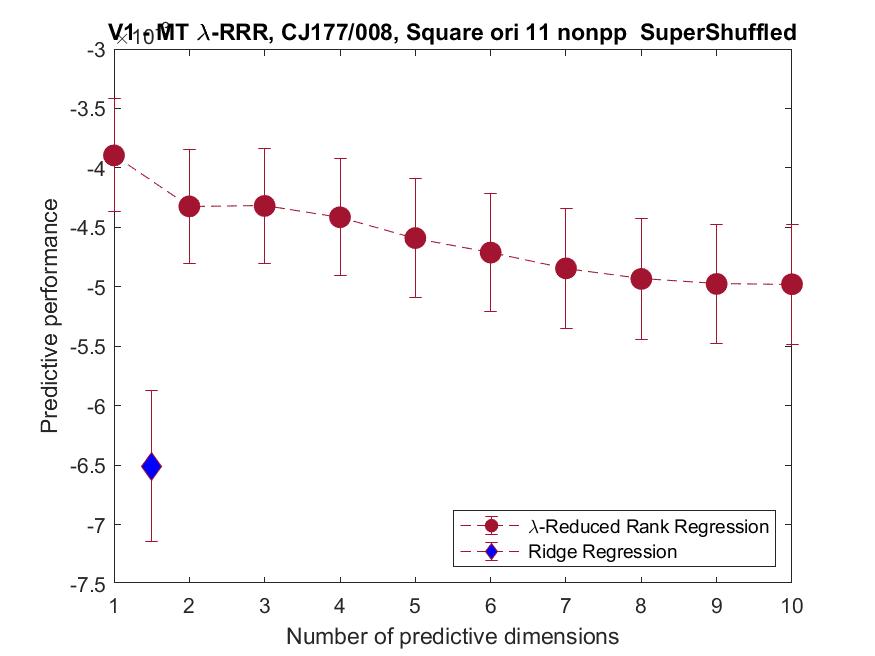 V1 - MT λ-RRR, CJ177/008, Square ori 11 nonpp SuperShuffled
-3
-3.5
-4
-4.5
-5
-5.5
-6
-6.5
-7
-7.5
Predictive performance
λ-Reduced Rank Regression
Ridge Regression
1 2 3 4 5 6 7 8 9 10
Number of predictive dimensions